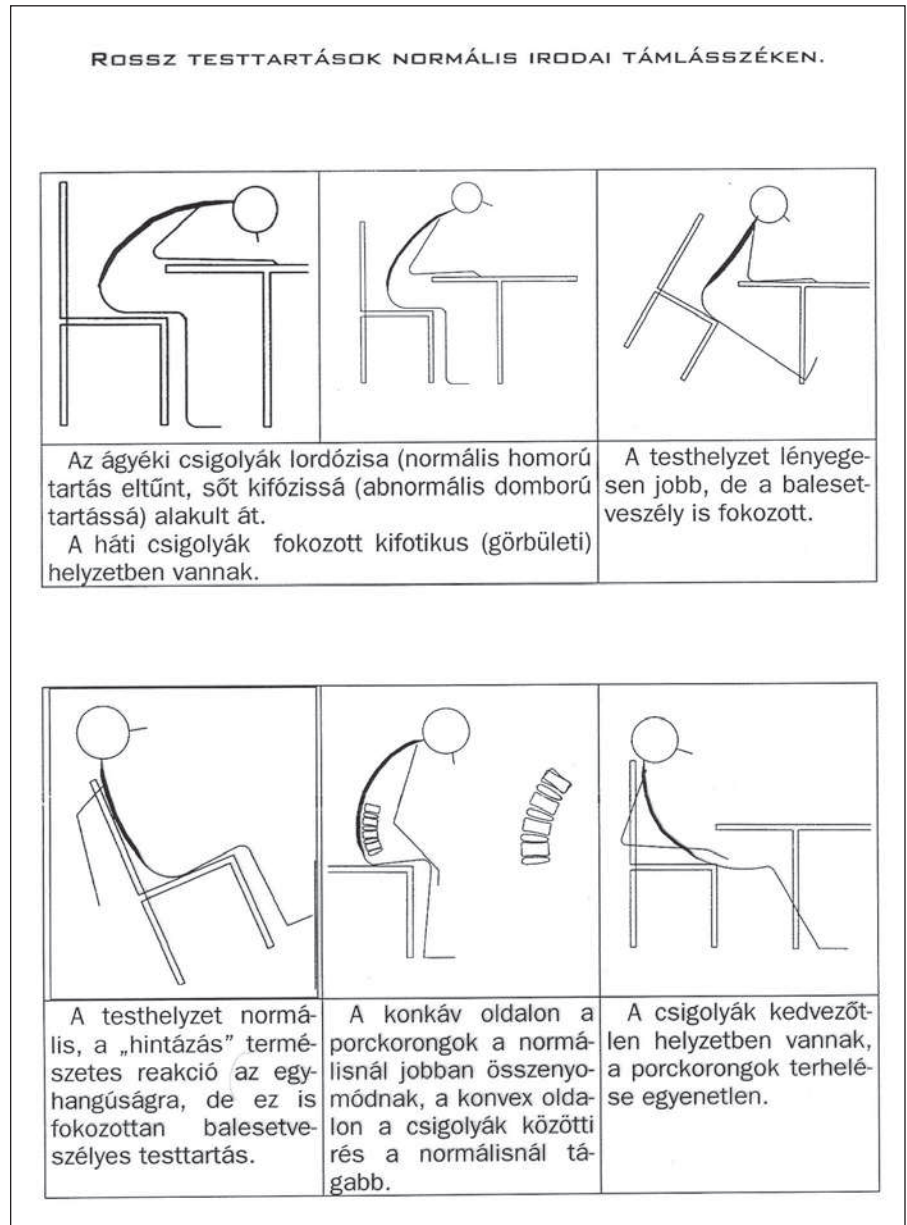 ROSSZ TESTTARTÁSOK NORMÁLIS IRODAI TÁMLÁSSZÉKEN.
Az ágyéki csigolyák lordózisa (normális homorú
tartás eltűnt, sőt kifózissá (abnormális domború
tartássá) alakult át.
A háti csigolyák fokozott kifotikus (görbületi)
helyzetben vannak.
A testhelyzet lényege-
sen jobb, de a baleset-
veszély is fokozott.
A testhelyzet normá-
lis, a „hintázás” termé-
szetes reakció az egy-
hangúságra, de ez is
fokozottan balesetve-
szélyes testtartás.
A konkáv oldalon a
porckorongok a normá-
lisnál jobban összenyo-
módnak, a konvex olda-
lon a csigolyák közötti
rés a normálisnál tá-
gabb.
A csigolyák kedvezőt-
len helyzetben vannak,
a porckorongok terhelé-
se egyenetlen.